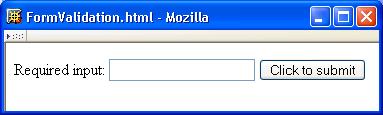 FormValidation.html - Mozilla
Required input: Click to submit